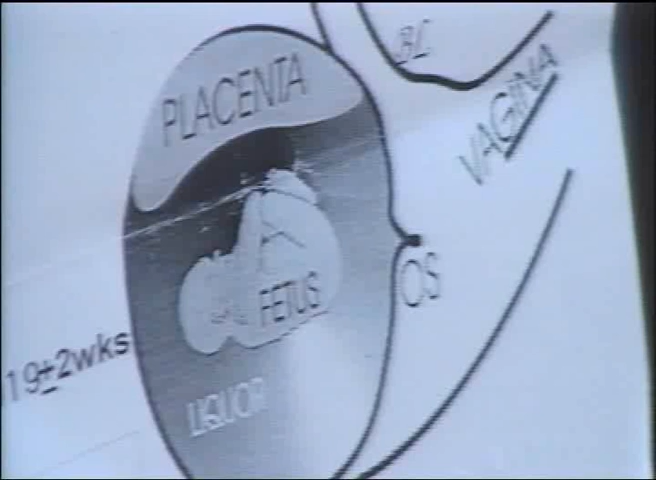 BL
PLACENTA
VAGINA
OS
FETUS
19±2wks
LIQUOR